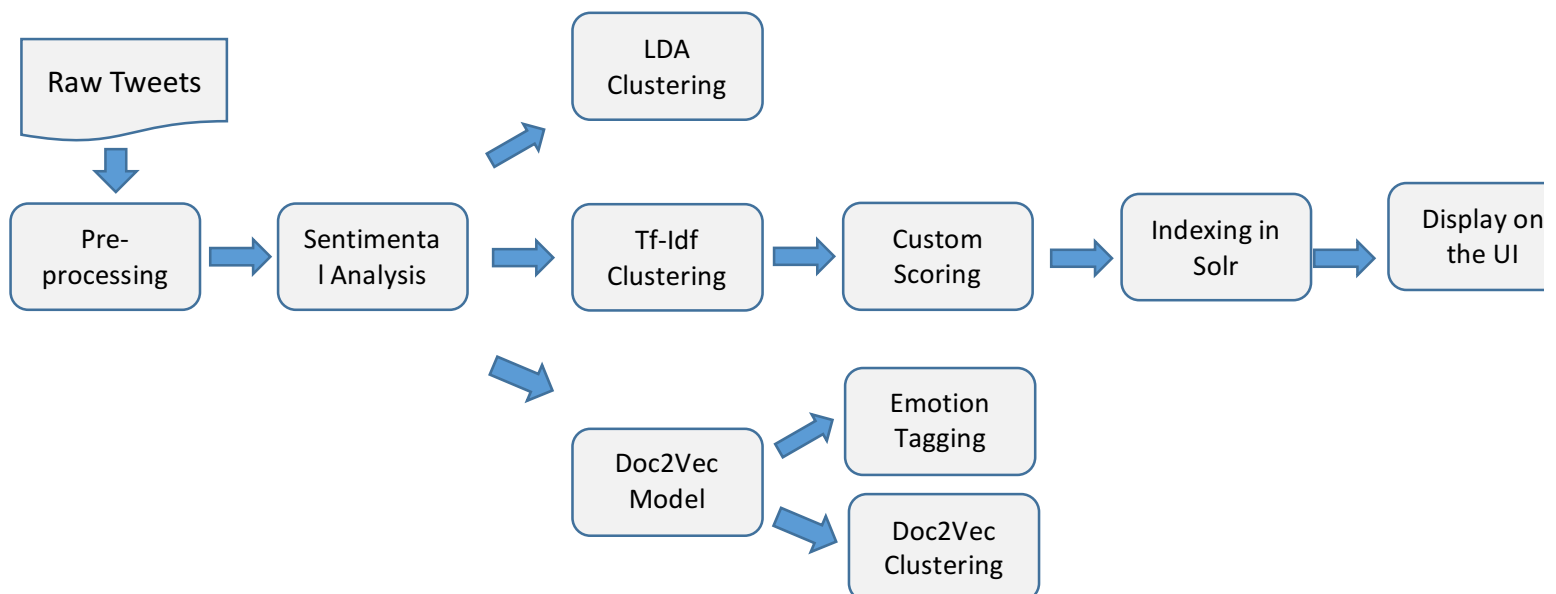 Raw Tweets
LDA
Clustering
Pre-
processing
Sentimenta
l Analysis
Tf-Idf
Clustering
Custom
Scoring
Indexing in
Solr
Display on
the UI
Doc2Vec
Model
Emotion
Tagging
Doc2Vec
Clustering